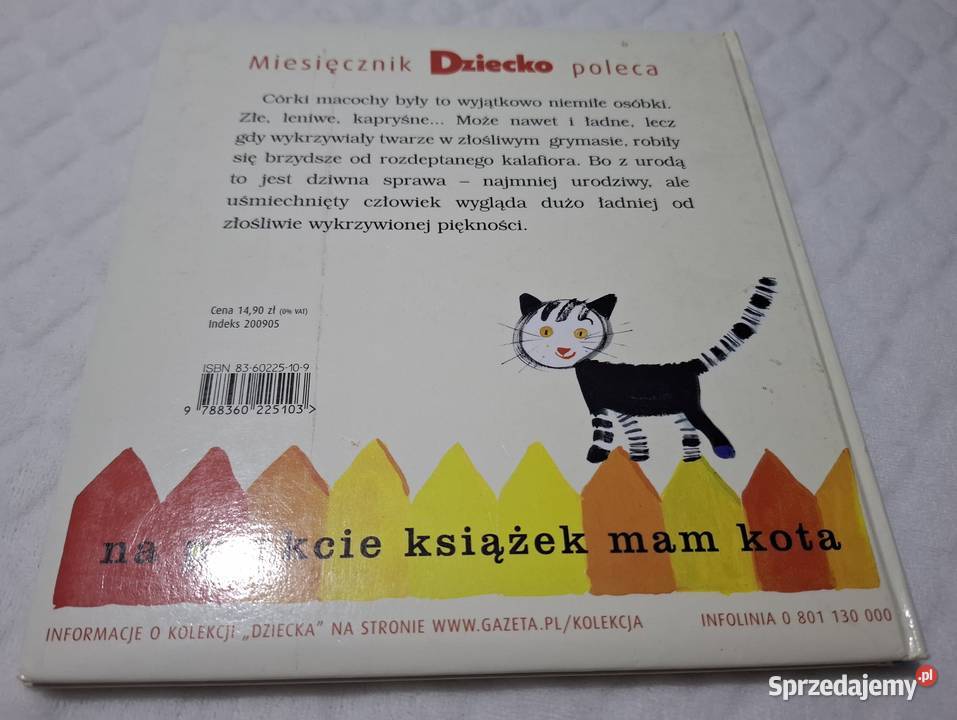 Miesięcznik Dziecko poleca
Córki macochy były to wyjątkowo niemiłe osóbki.
Złe, leniwe, kapryśne... Może nawet i ładne, lecz
gdy wykrzywiały twarze w złośliwym grymasie, robiły
się brzydsze od rozdeptanego kalafiora. Bo z urodą
to jest dziwna sprawa – najmniej urodziwy, ale
uśmiechnięty człowiek wygląda dużo ładniej od
złośliwie wykrzywionej piękności.
Cena 14,90 zł (0% VAT)
Indeks 200905
ISBN 83-60225-10-9
9 788360 225103 >
na kcie książek mam kota
INFORMACJE O KOLEKCJI „DZIECKA” NA STRONIE WWW.GAZETA.PL/KOLEKCJA
INFOLINIA 0 801 130 000
Sprzedajemy.pl